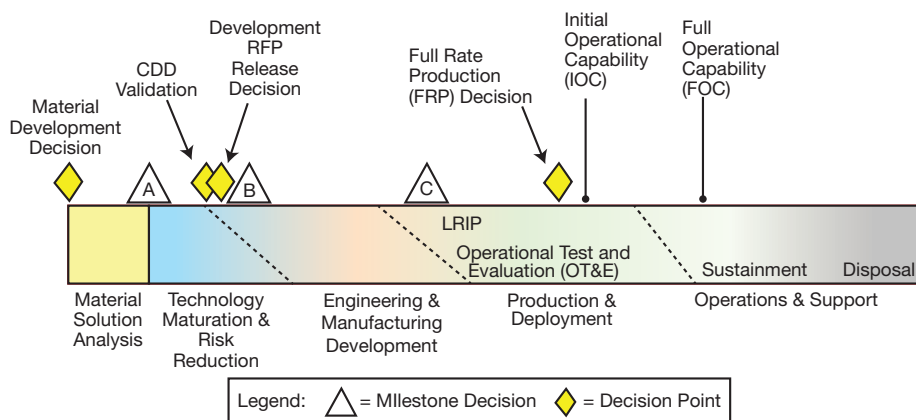 Material
Development
Decision
CDD
Validation
Development
RFP
Release
Decision
Full Rate
Production
(FRP) Decision
Initial
Operational
Capability
(IOC)
Full
Operational
Capability
(FOC)
A
B
C
LRIP
Operational Test and
Evaluation (OT&E)
Sustainment
Disposal
Material
Solution
Analysis
Technology
Maturation &
Risk
Reduction
Engineering &
Manufacturing
Development
Production &
Deployment
Operations & Support
Legend: = MIlestone Decision = Decision Point